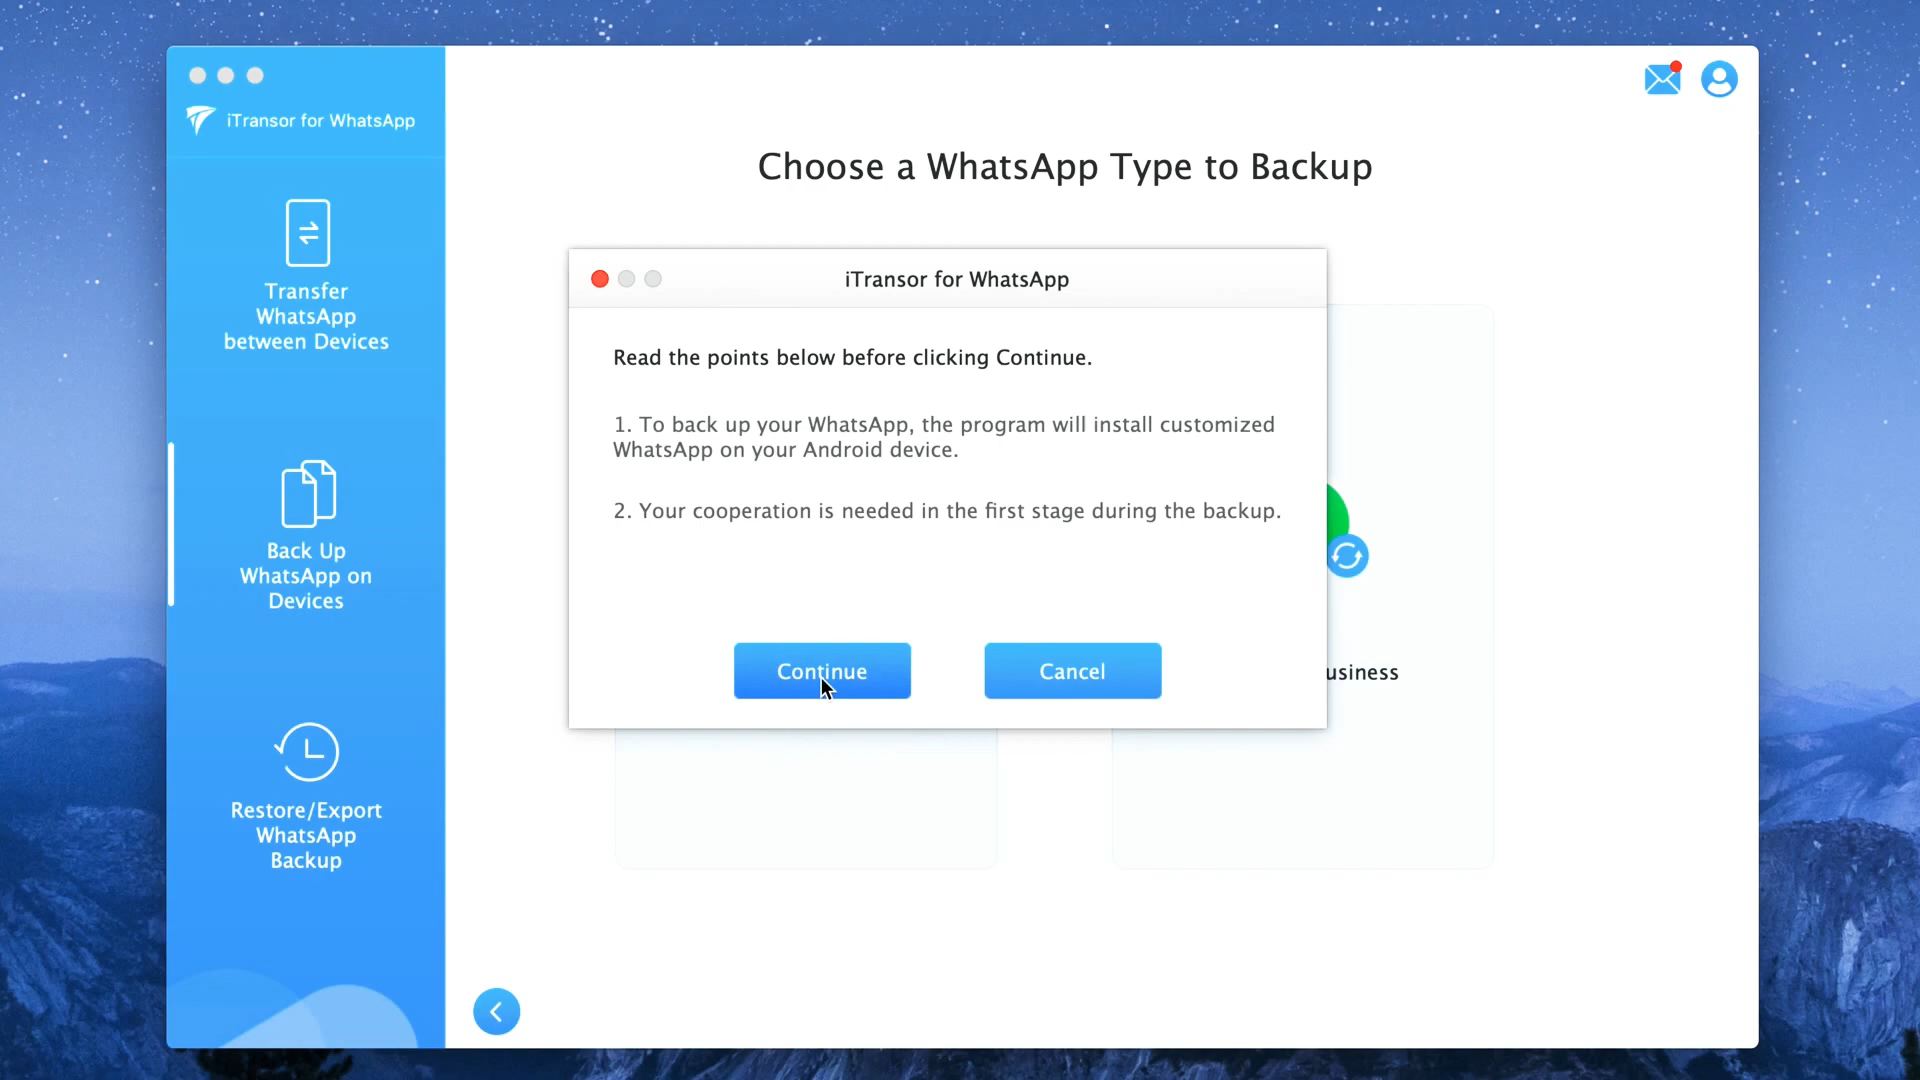 iTransor for WhatsApp
Transfer
WhatsApp
between Devices
Back Up
WhatsApp on
Devices
Restore/Export
WhatsApp
Backup
Choose a WhatsApp Type to Backup
iTransor for WhatsApp
Read the points below before clicking Continue.
1. To back up your WhatsApp, the program will install customized
WhatsApp on your Android device.
2. Your cooperation is needed in the first stage during the backup.
Continue
Cancel
usiness